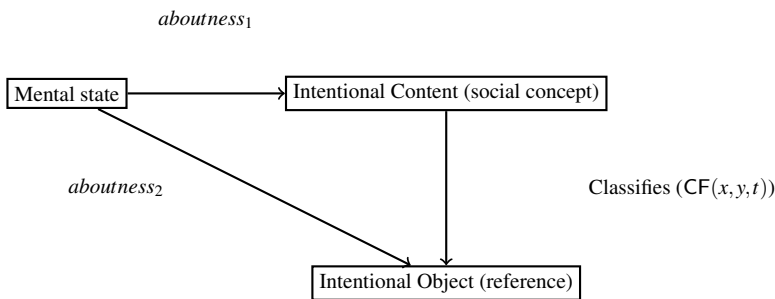 aboutness₁
Mental state
Intentional Content (social concept)
aboutness₂
Classifies (CF(x,y,t))
Intentional Object (reference)